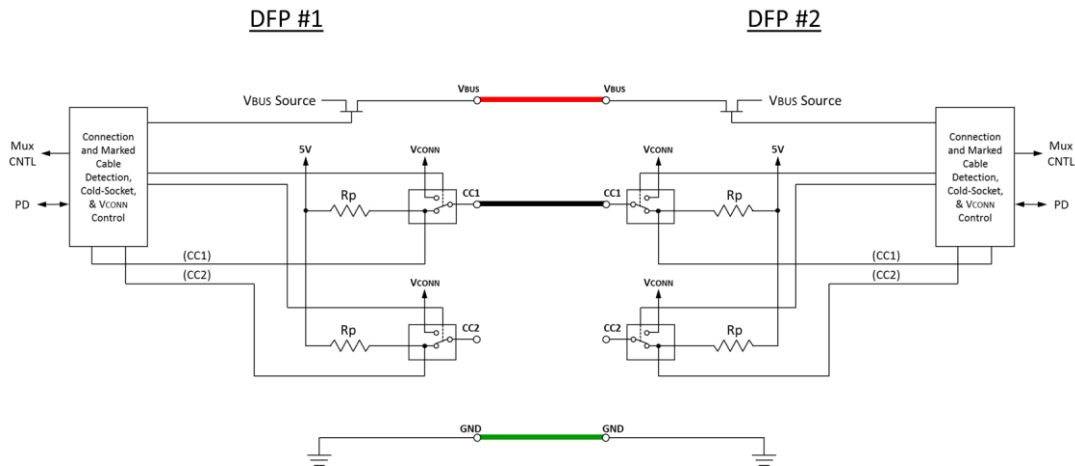 DFP #1
DFP #2
VBUS Source
VBUS
VBUS
VBUS Source
Connection
and Marked
Cable
Detection,
Cold-Socket,
& VCONN
Control
Mux
CNTL
PD
5V
VCONN
Rp
CC1
CC1
VCONN
5V
Rp
Connection
and Marked
Cable
Detection,
Cold-Socket,
& VCONN
Control
Mux
CNTL
PD
(CC1)
(CC2)
(CC1)
(CC2)
VCONN
Rp
CC2
CC2
VCONN
Rp
GND
GND